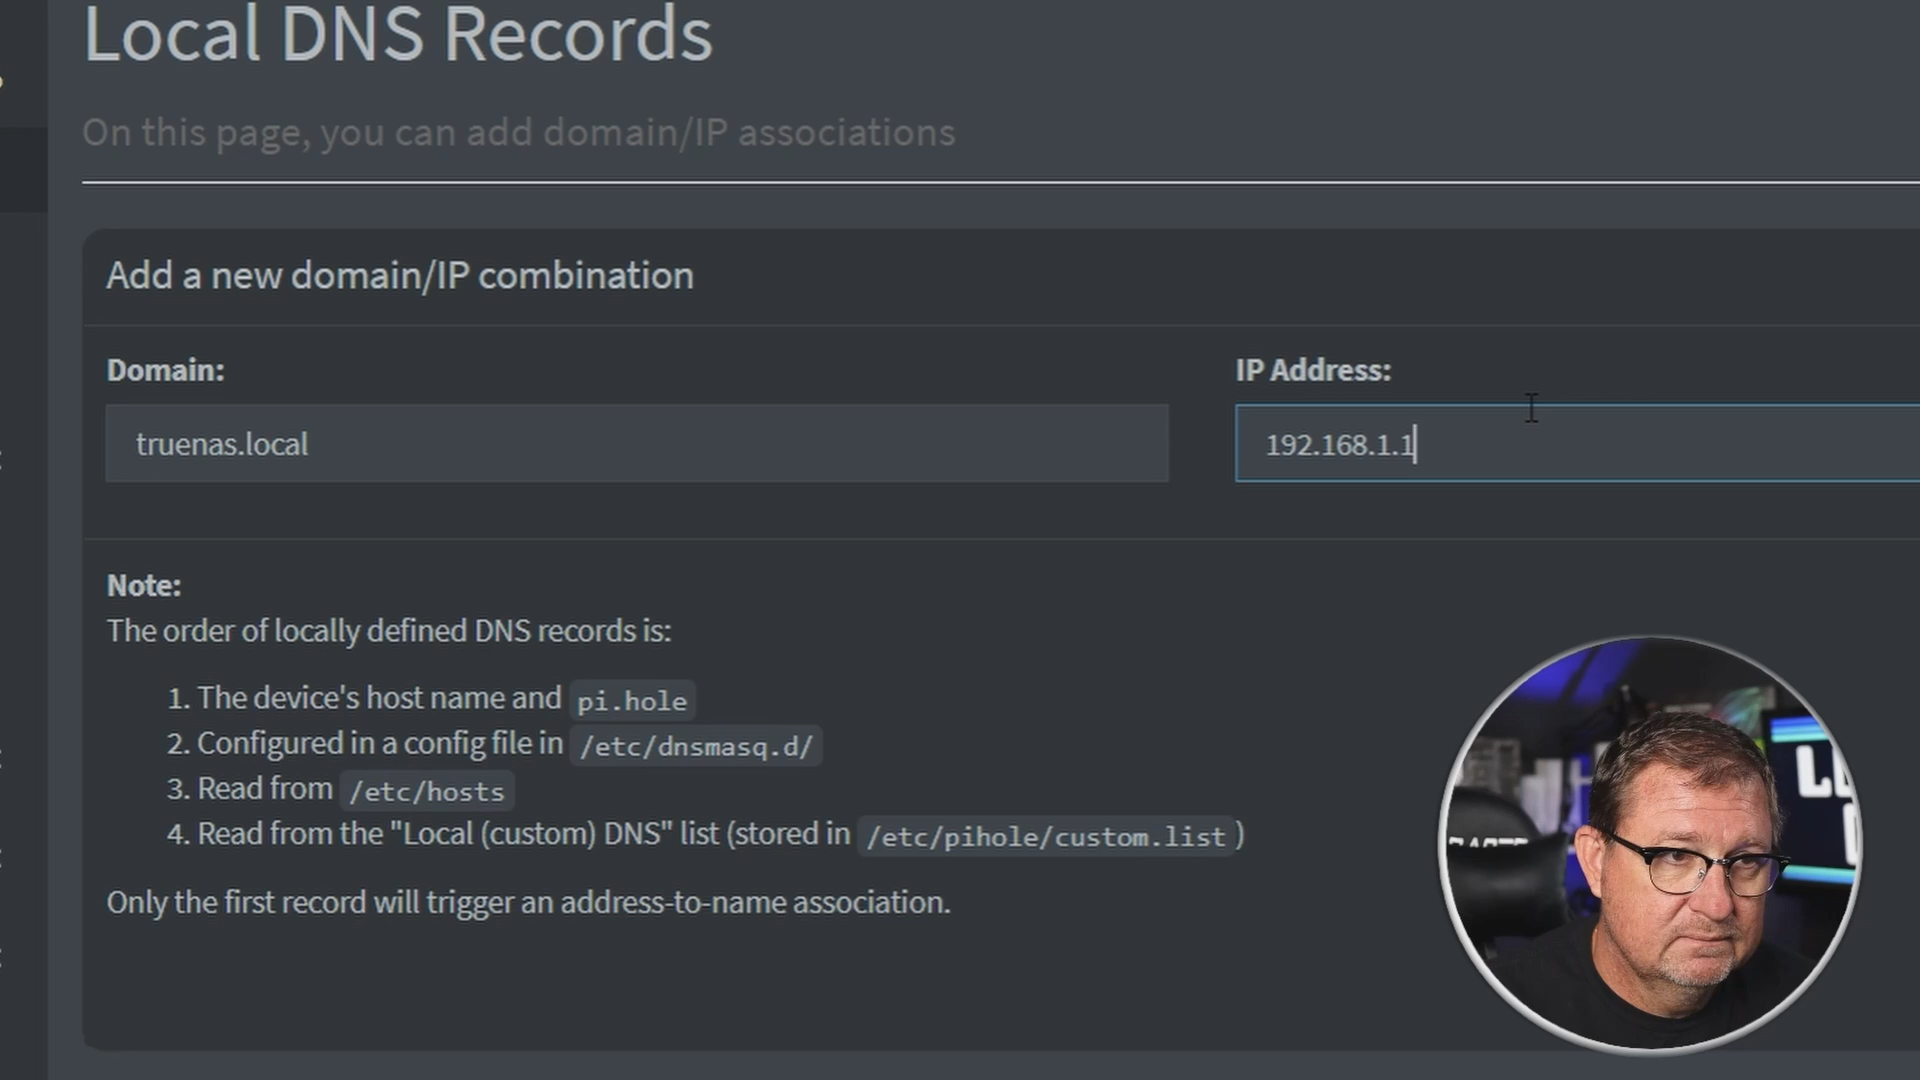 Local DNS Records
On this page, you can add domain/IP associations
Add a new domain/IP combination
Domain:
IP Address:
truenas.local
192.168.1.1
Note:
The order of locally defined DNS records is:
1. The device's host name and pi.hole
2. Configured in a config file in /etc/dnsmasq.d/
3. Read from /etc/hosts
4. Read from the "Local (custom) DNS" list (stored in /etc/pihole/custom.list )
Only the first record will trigger an address-to-name association.